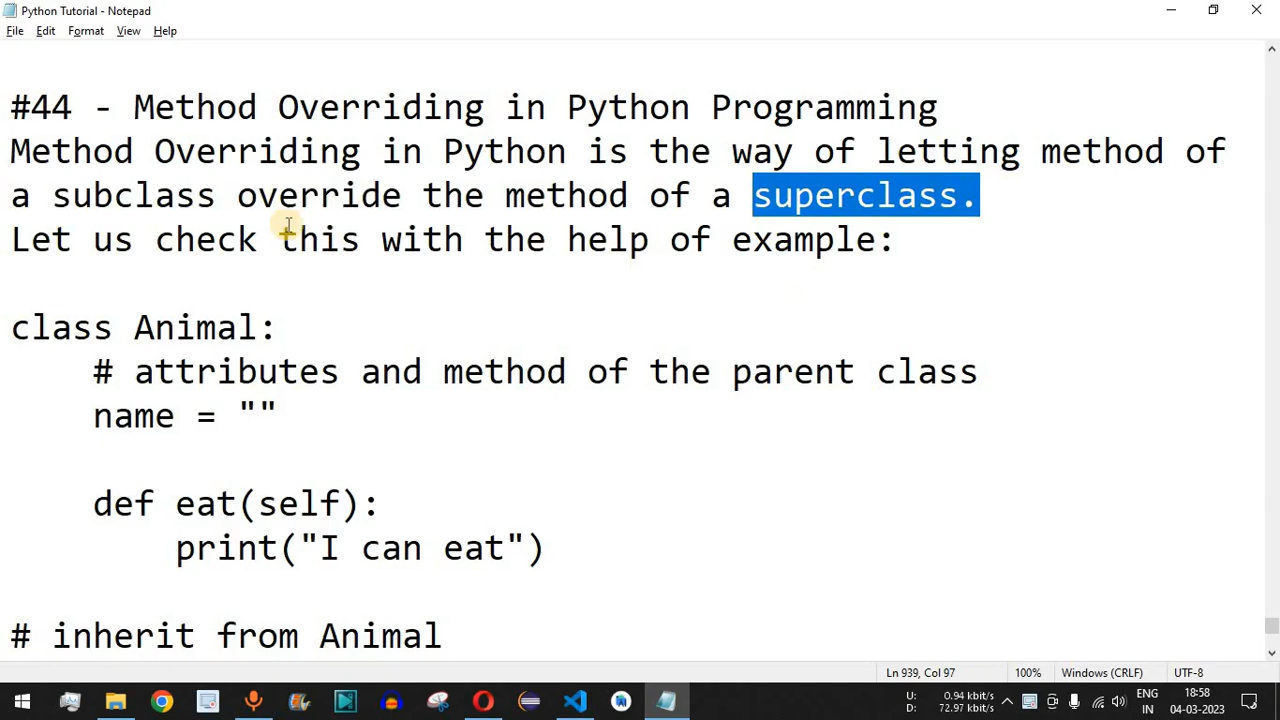 Python Tutorial - Notepad
File Edit Format View Help
#44 - Method Overriding in Python Programming
Method Overriding in Python is the way of letting method of
a subclass override the method of a superclass.
Let us check this with the help of example:
class Animal:
# attributes and method of the parent class
name = ""
def eat(self):
print("I can eat")
# inherit from Animal
Ln 939, Col 97 100% Windows (CRLF) UTF-8
U: 0.94 kbit/s ENG 18:58
D: 72.97 kbit/s IN 04-03-2023